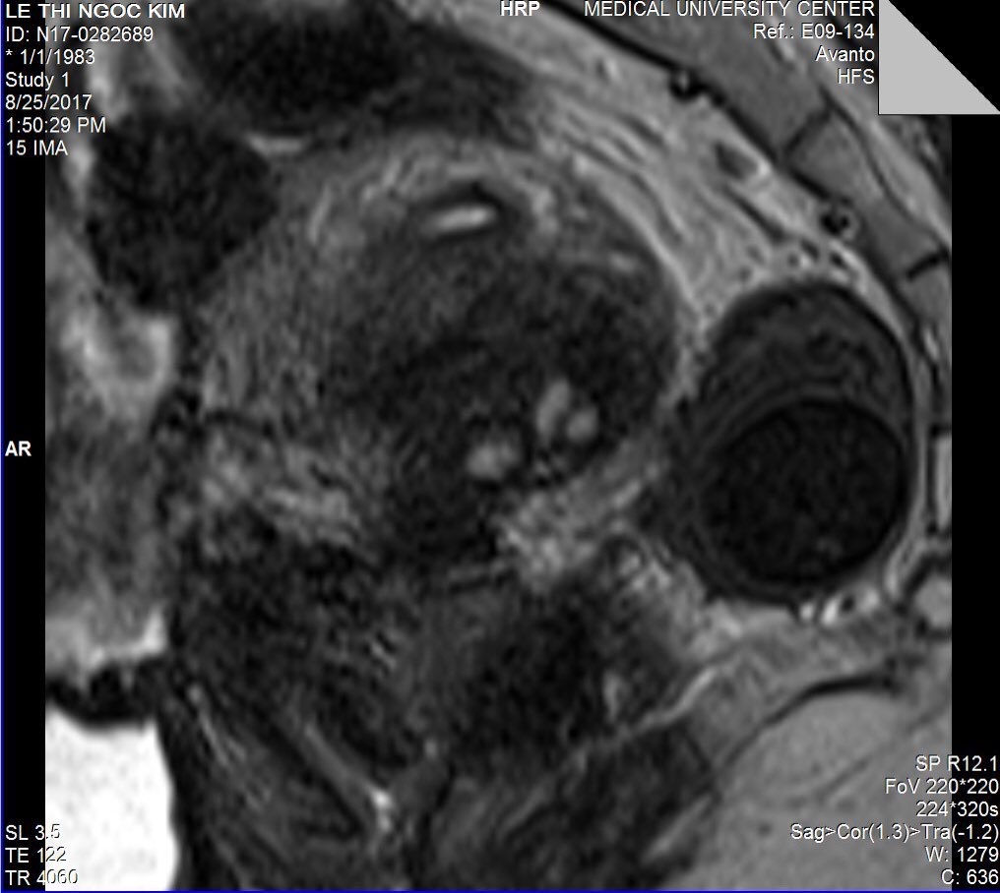 LE THI NGOC KIM
ID: N17-0282689
* 1/1/1983
Study 1
8/25/2017
1:50:29 PM
15 IMA
HRP
MEDICAL UNIVERSITY CENTER
Ref.: E09-134
Avanto
HFS
AR
SL 3.5
TE 122
TR 4060
SP R12.1
FoV 220*220
224*320s
Sag>Cor(1.3)>Tra(-1.2)
W: 1279
C: 636